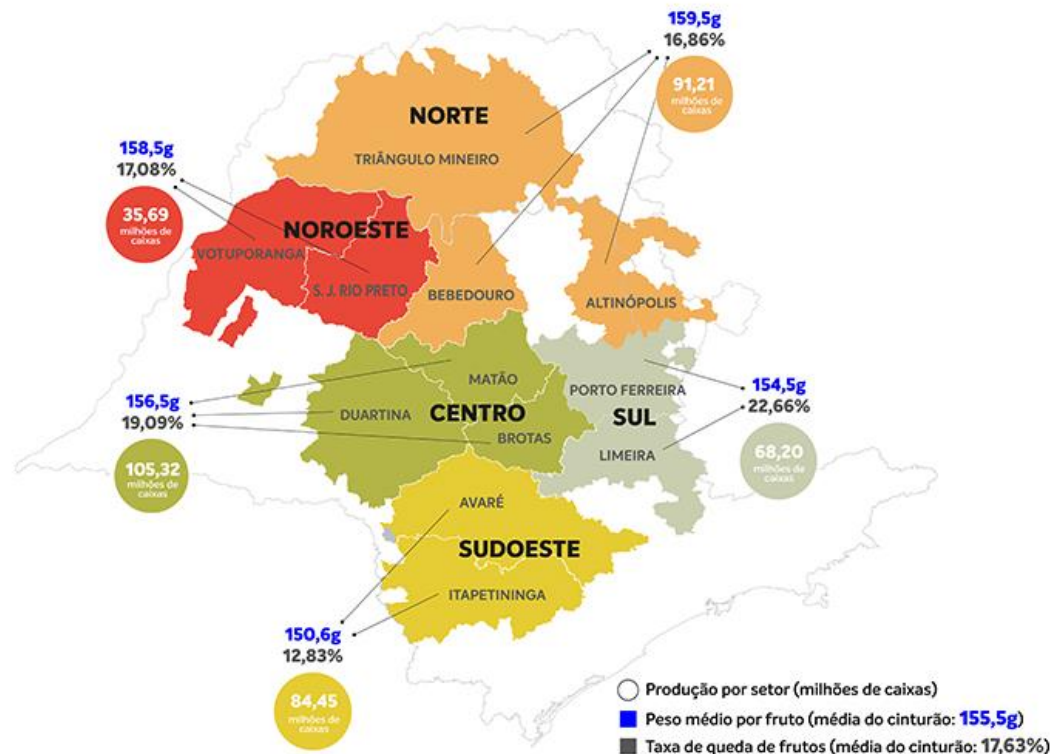 159,5g
16,86%
91,21
milhões de
caixas
NORTE
TRIÂNGULO MINEIRO
158,5g
17,08%
35,69
milhões de
caixas
NOROESTE
VOTUPORANGA
S. J. RIO PRETO
BEBEDOURO
ALTINÓPOLIS
156,5g
19,09%
105,32
milhões de
caixas
MATÃO
DUARTINA
CENTRO
BROTAS
PORTO FERREIRA
SUL
LIMEIRA
154,5g
22,66%
68,20
milhões de
caixas
AVARÉ
SUDOESTE
ITAPETININGA
150,6g
12,83%
84,45
milhões de
caixas
Produção por setor (milhões de caixas)
Peso médio por fruto (média do cinturão: 155,5g)
Taxa de queda de frutos (média do cinturão: 17,63%)